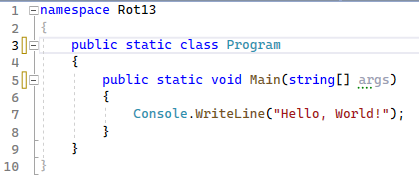 1 namespace Rot13
2 {
3     public static class Program
4     {
5         public static void Main(string[] args)
6         {
7             Console.WriteLine("Hello, World!");
8         }
9     }
10 }